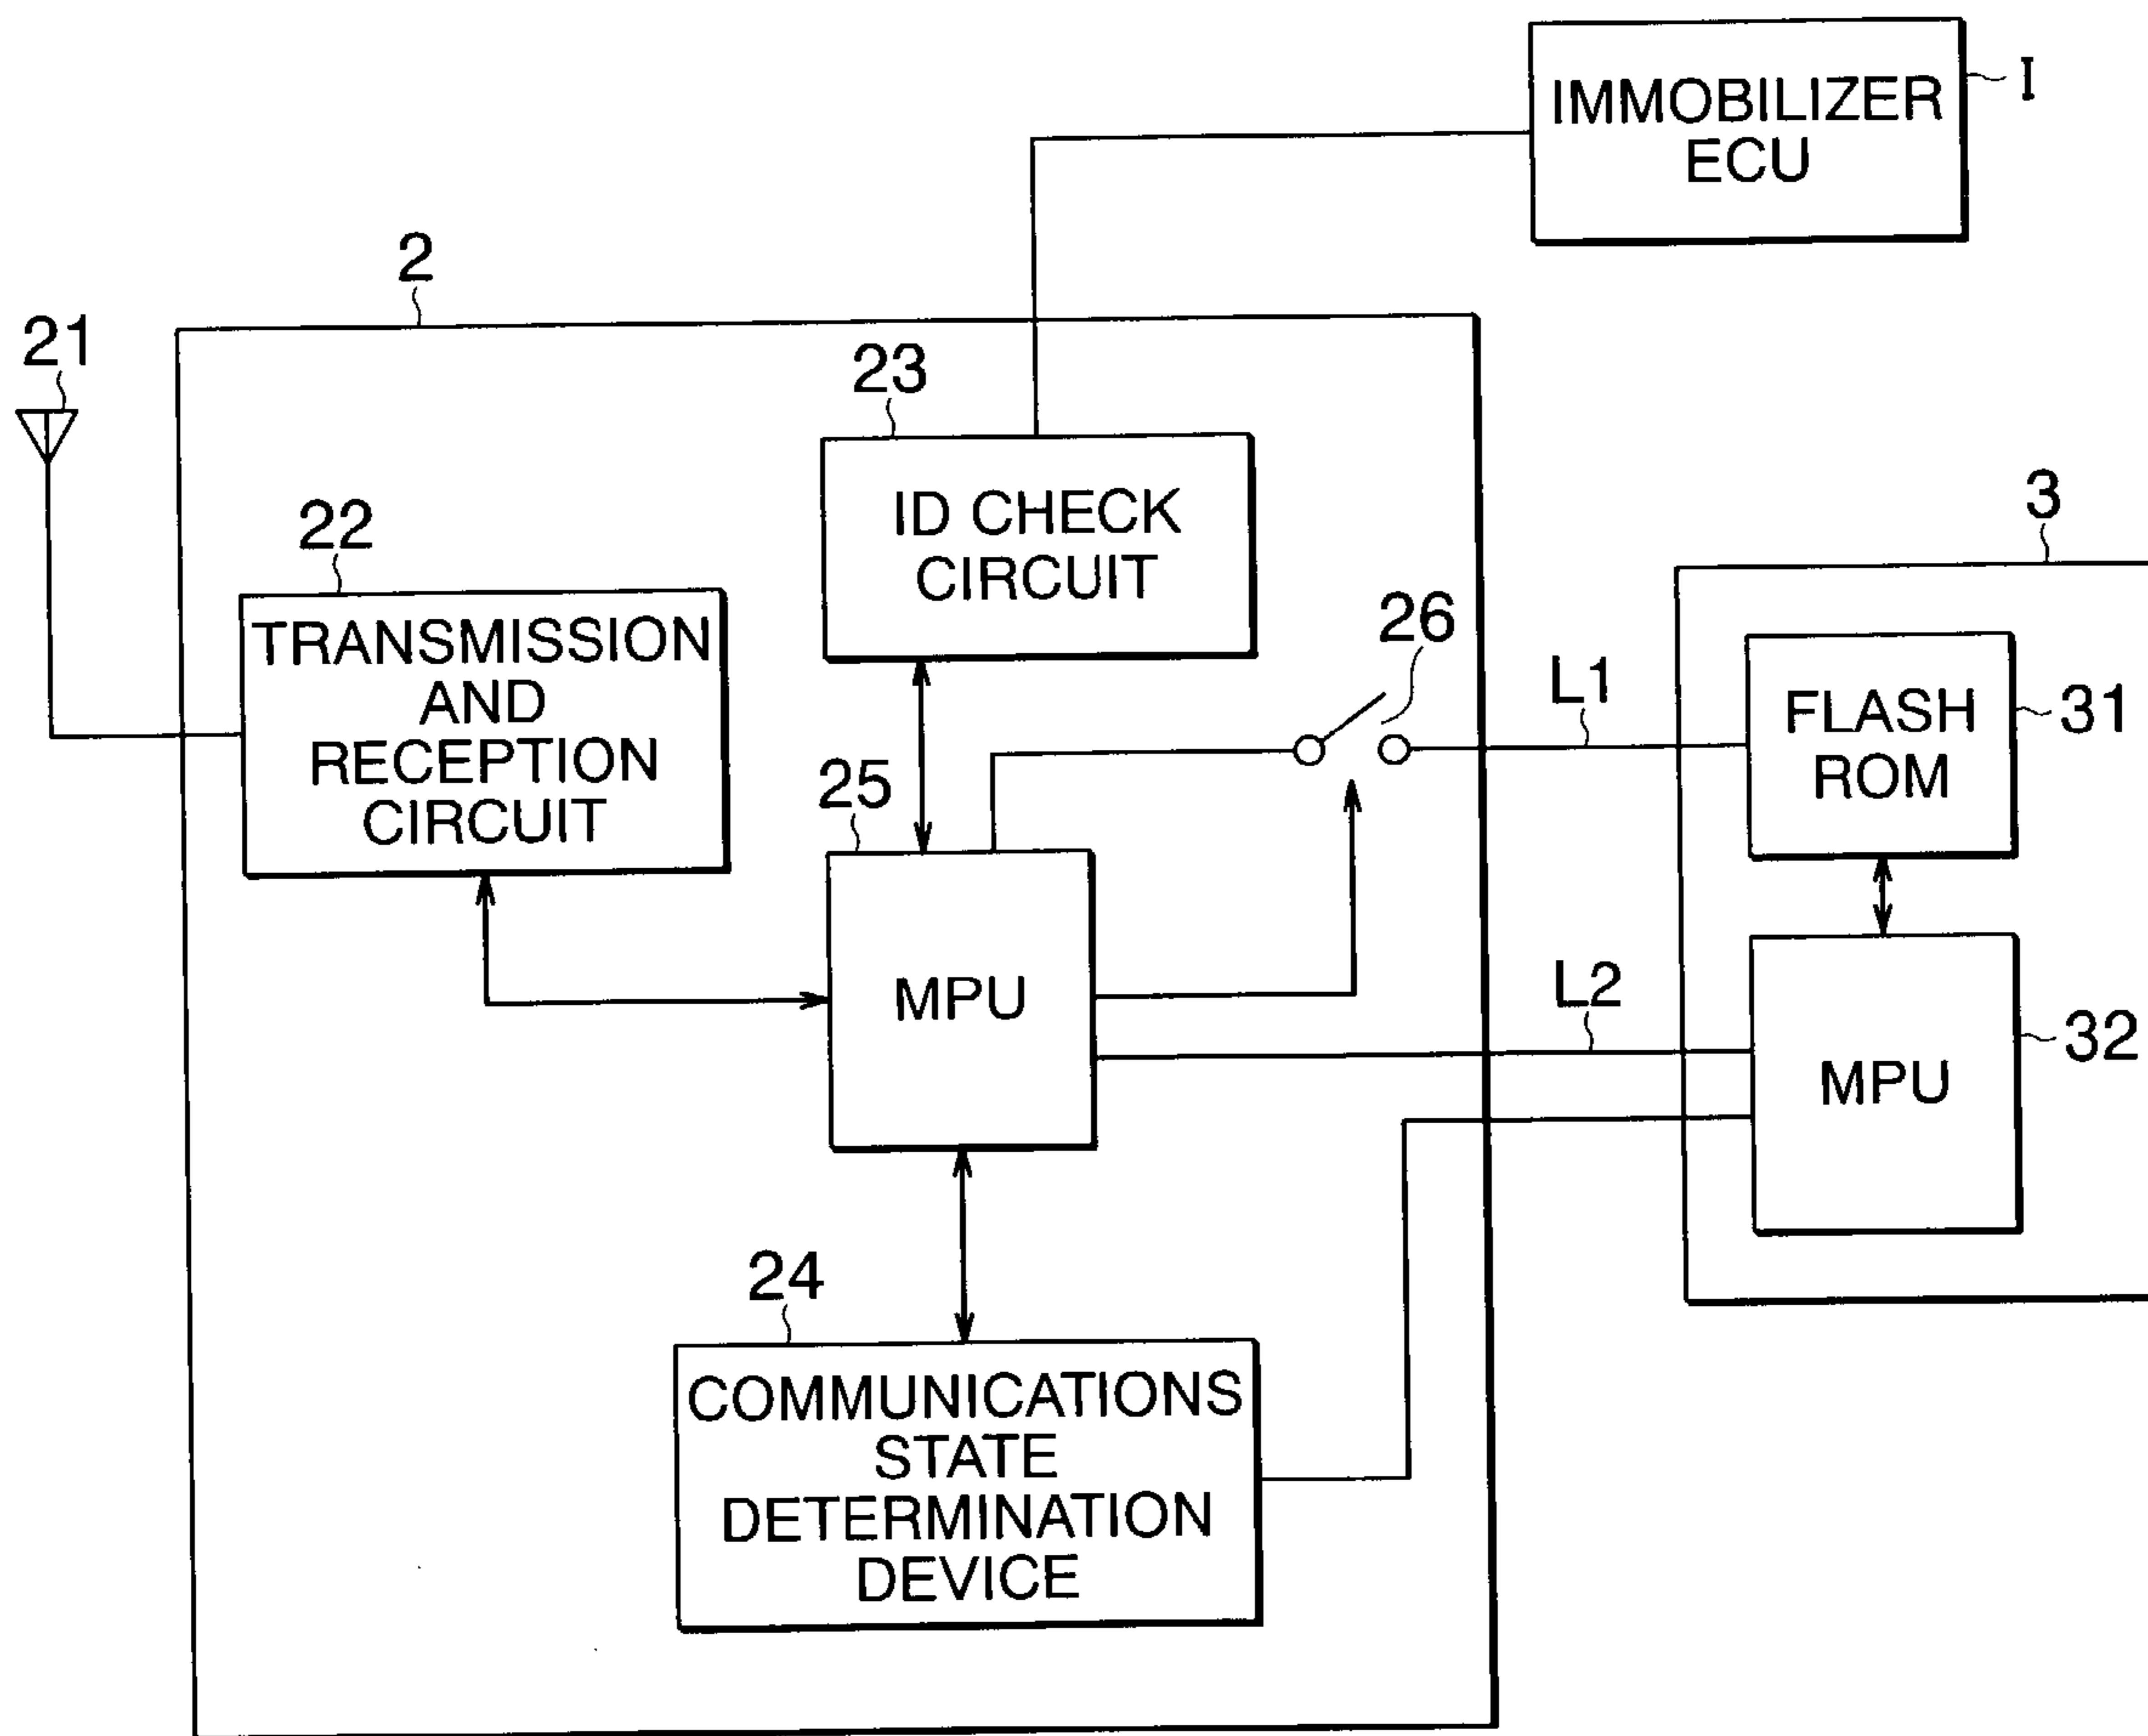 IMMOBILIZER
ECU
I
2
21
23
ID CHECK
CIRCUIT
22
TRANSMISSION
AND
RECEPTION
CIRCUIT
26
3
L1
FLASH
ROM
31
25
MPU
L2
MPU
32
24
COMMUNICATIONS
STATE
DETERMINATION
DEVICE